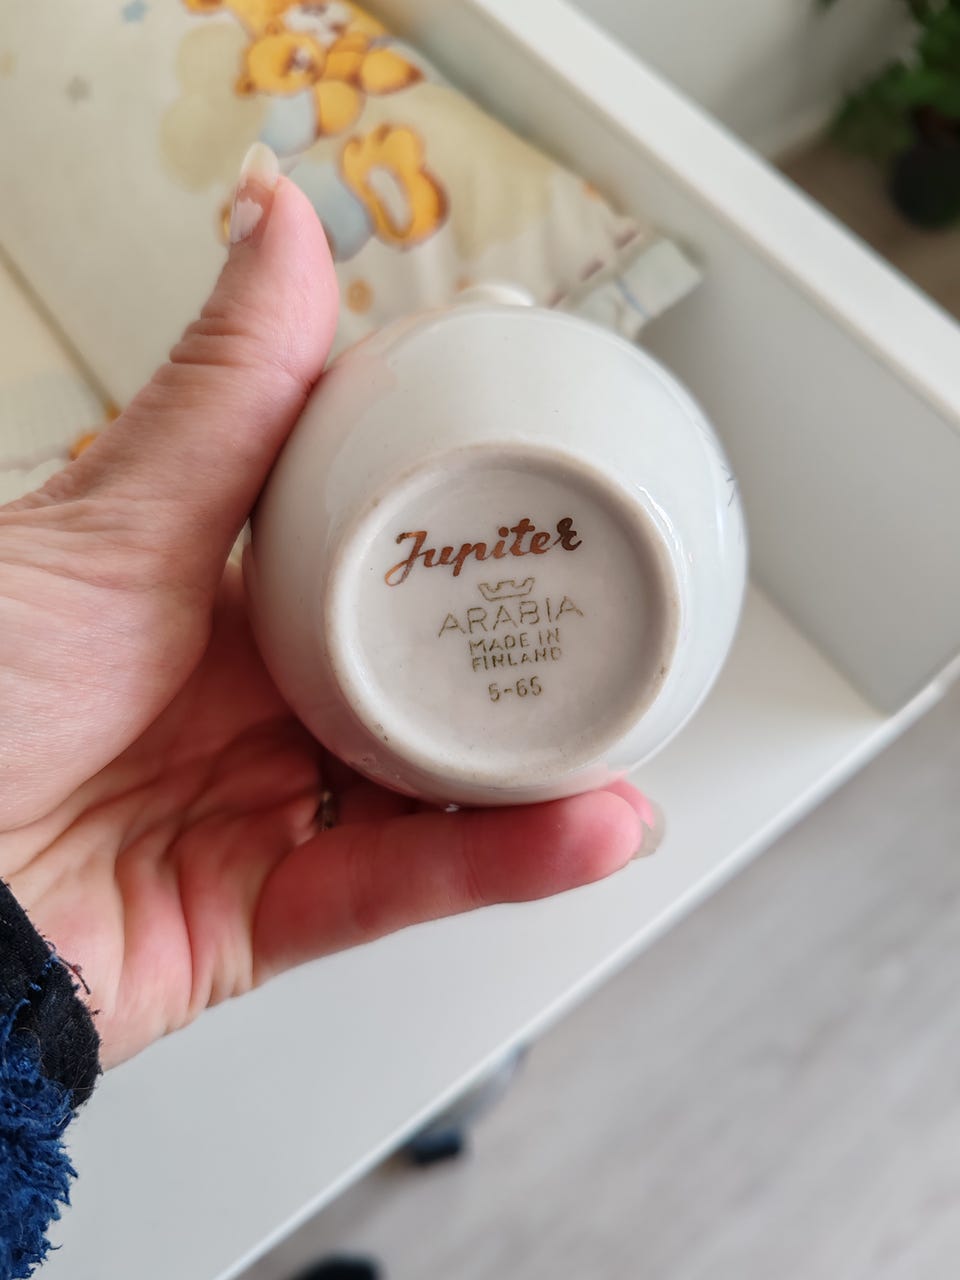 Jupiter
ARABIA
MADE IN
FINLAND
5-65